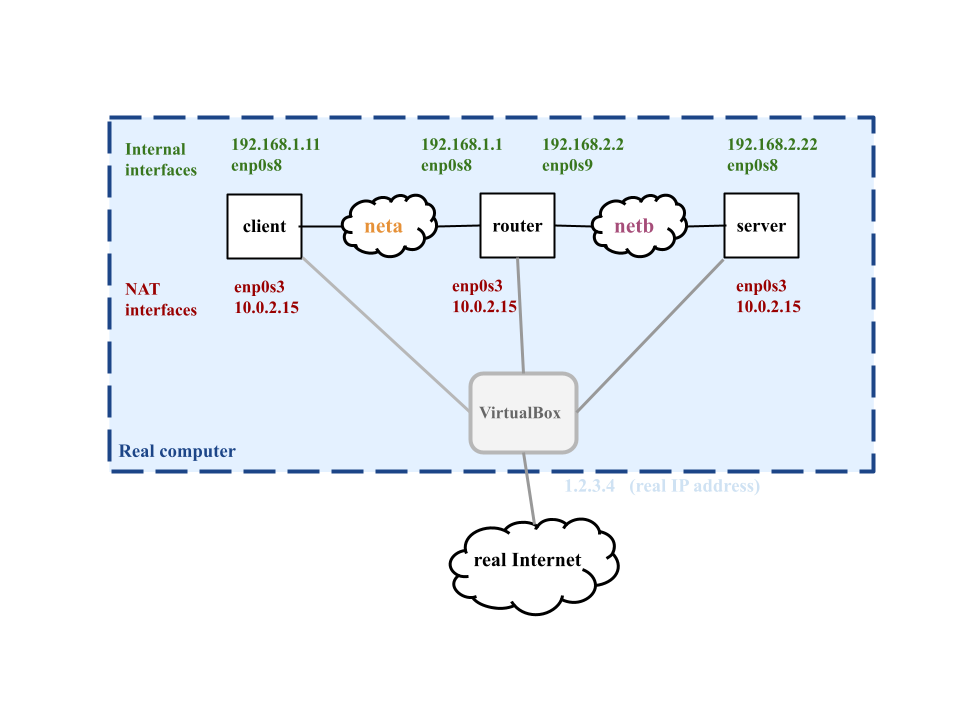 Internal
interfaces
192.168.1.11
enp0s8
192.168.1.1
enp0s8
192.168.2.2
enp0s9
192.168.2.22
enp0s8
client
neta
router
netb
server
NAT
interfaces
enp0s3
10.0.2.15
enp0s3
10.0.2.15
enp0s3
10.0.2.15
VirtualBox
Real computer
1.2.3.4 (real IP address)
real Internet